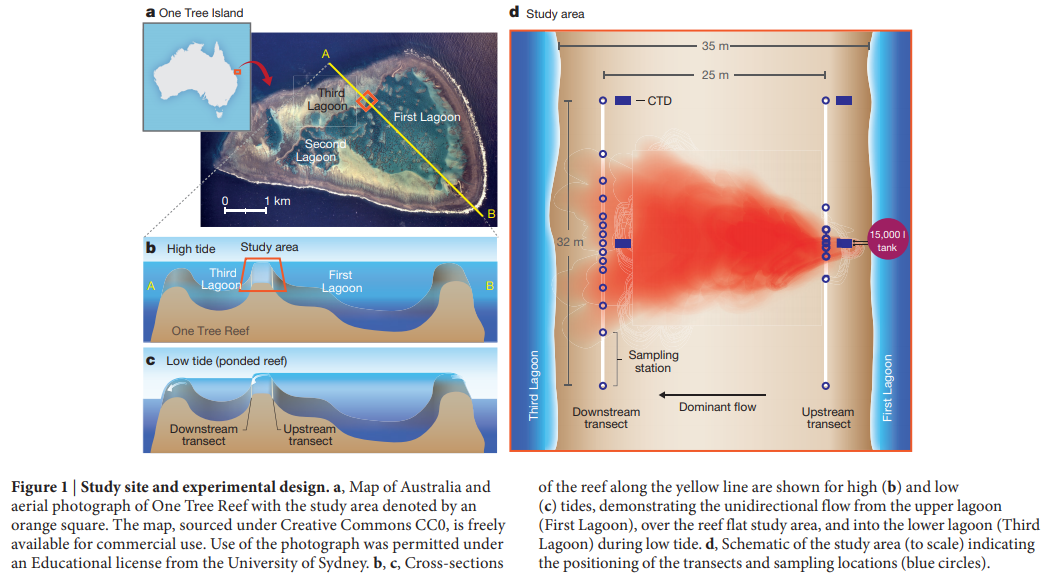 a One Tree Island
A
Third
Lagoon
First Lagoon
Second
Lagoon
0 1 km
B
b High tide
Study area
A
Third
Lagoon
First
Lagoon
B
One Tree Reef
c Low tide (ponded reef)
Downstream
transect
Upstream
transect
d Study area
35 m
25 m
CTD
32 m
15,000 l
tank
Sampling
station
Third Lagoon
First Lagoon
Downstream
transect
Dominant flow
Upstream
transect
Figure 1 | Study site and experimental design. a, Map of Australia and
aerial photograph of One Tree Reef with the study area denoted by an
orange square. The map, sourced under Creative Commons CC0, is freely
available for commercial use. Use of the photograph was permitted under
an Educational license from the University of Sydney. b, c, Cross-sections
of the reef along the yellow line are shown for high (b) and low
(c) tides, demonstrating the unidirectional flow from the upper lagoon
(First Lagoon), over the reef flat study area, and into the lower lagoon (Third
Lagoon) during low tide. d, Schematic of the study area (to scale) indicating
the positioning of the transects and sampling locations (blue circles).